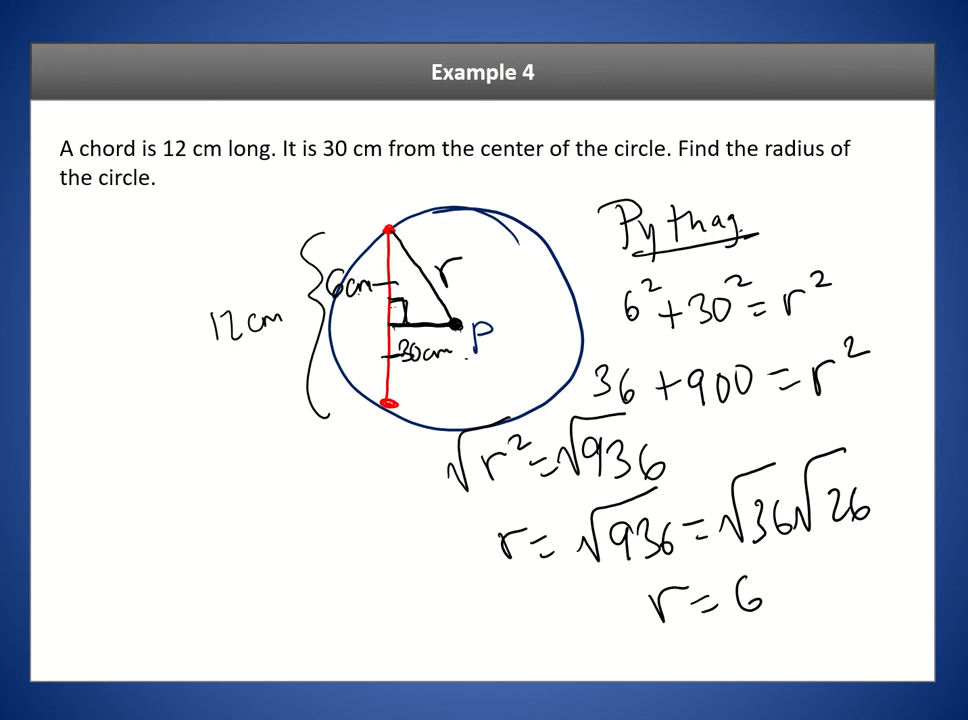 Example 4
A chord is 12 cm long. It is 30 cm from the center of the circle. Find the radius of
the circle.
Pythag.
6cm
r
12cm
30cm
P
6² + 30² = r²
36 + 900 = r²
√r² = √936
r = √936 = √36√26
r = 6